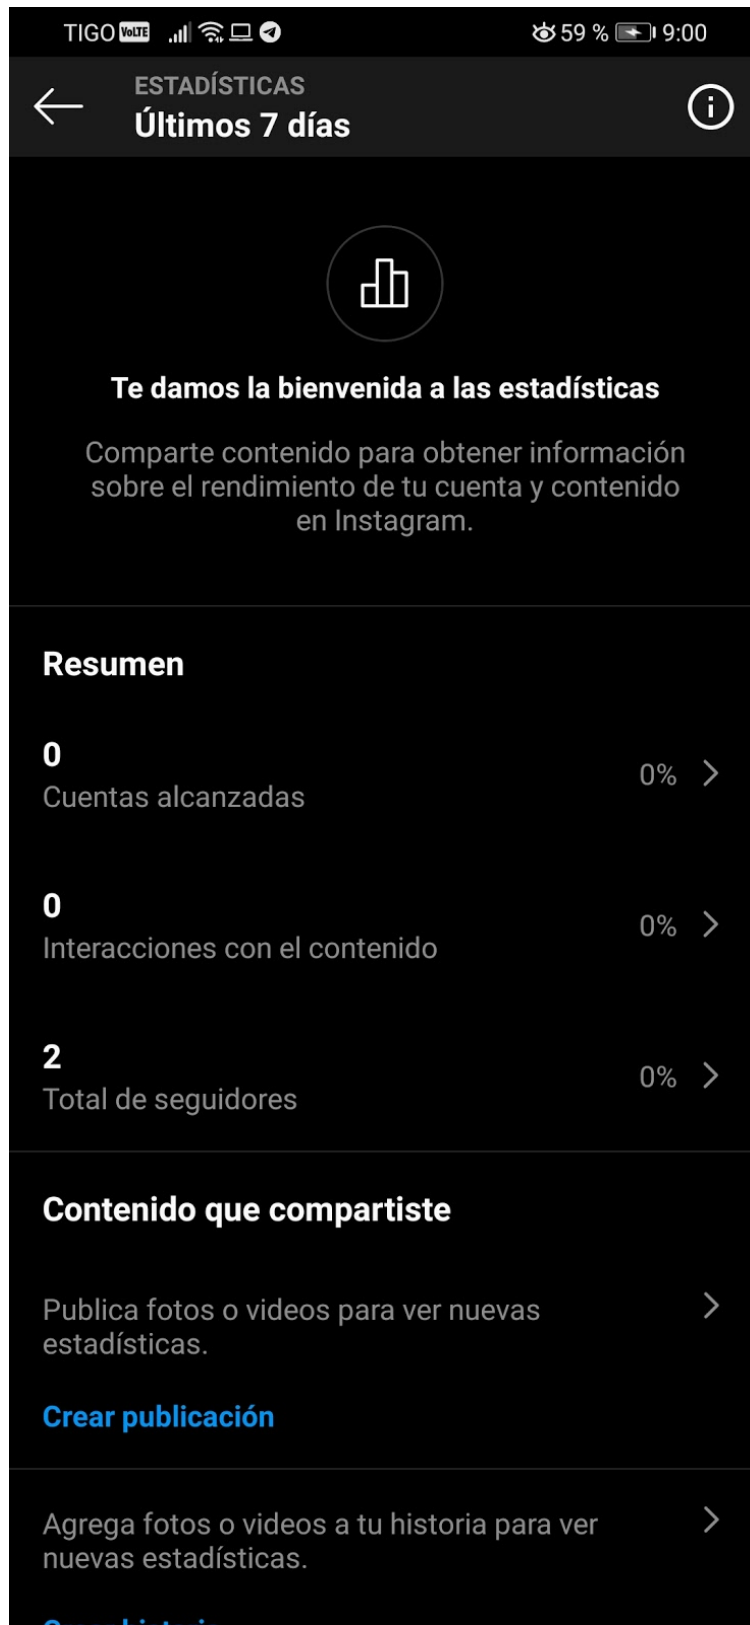 TIGO VoLTE 59 % 9:00
ESTADÍSTICAS
Últimos 7 días
Te damos la bienvenida a las estadísticas
Comparte contenido para obtener información
sobre el rendimiento de tu cuenta y contenido
en Instagram.
Resumen
0
Cuentas alcanzadas
0%
0
Interacciones con el contenido
0%
2
Total de seguidores
0%
Contenido que compartiste
Publica fotos o videos para ver nuevas
estadísticas.
Crear publicación
Agrega fotos o videos a tu historia para ver
nuevas estadísticas.